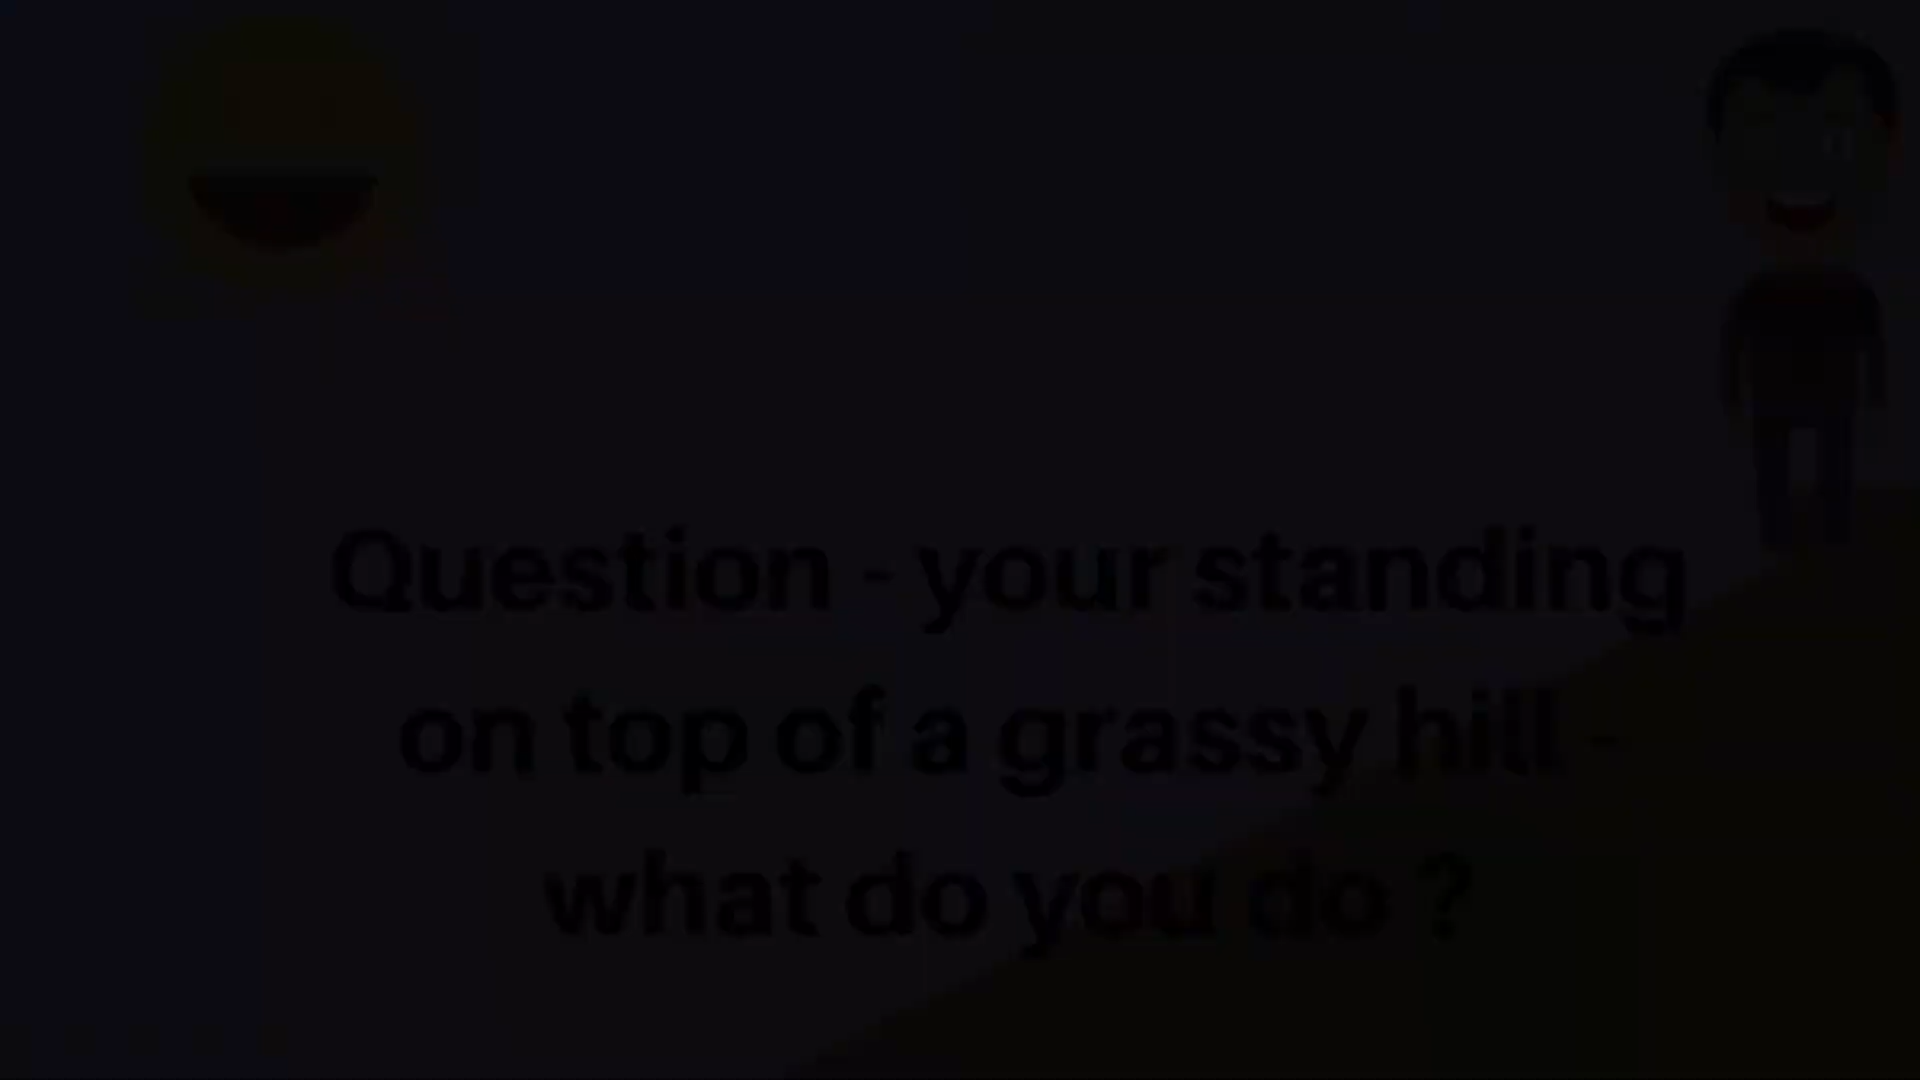 Question - your standing
on top of a grassy hill -
what do you do ?